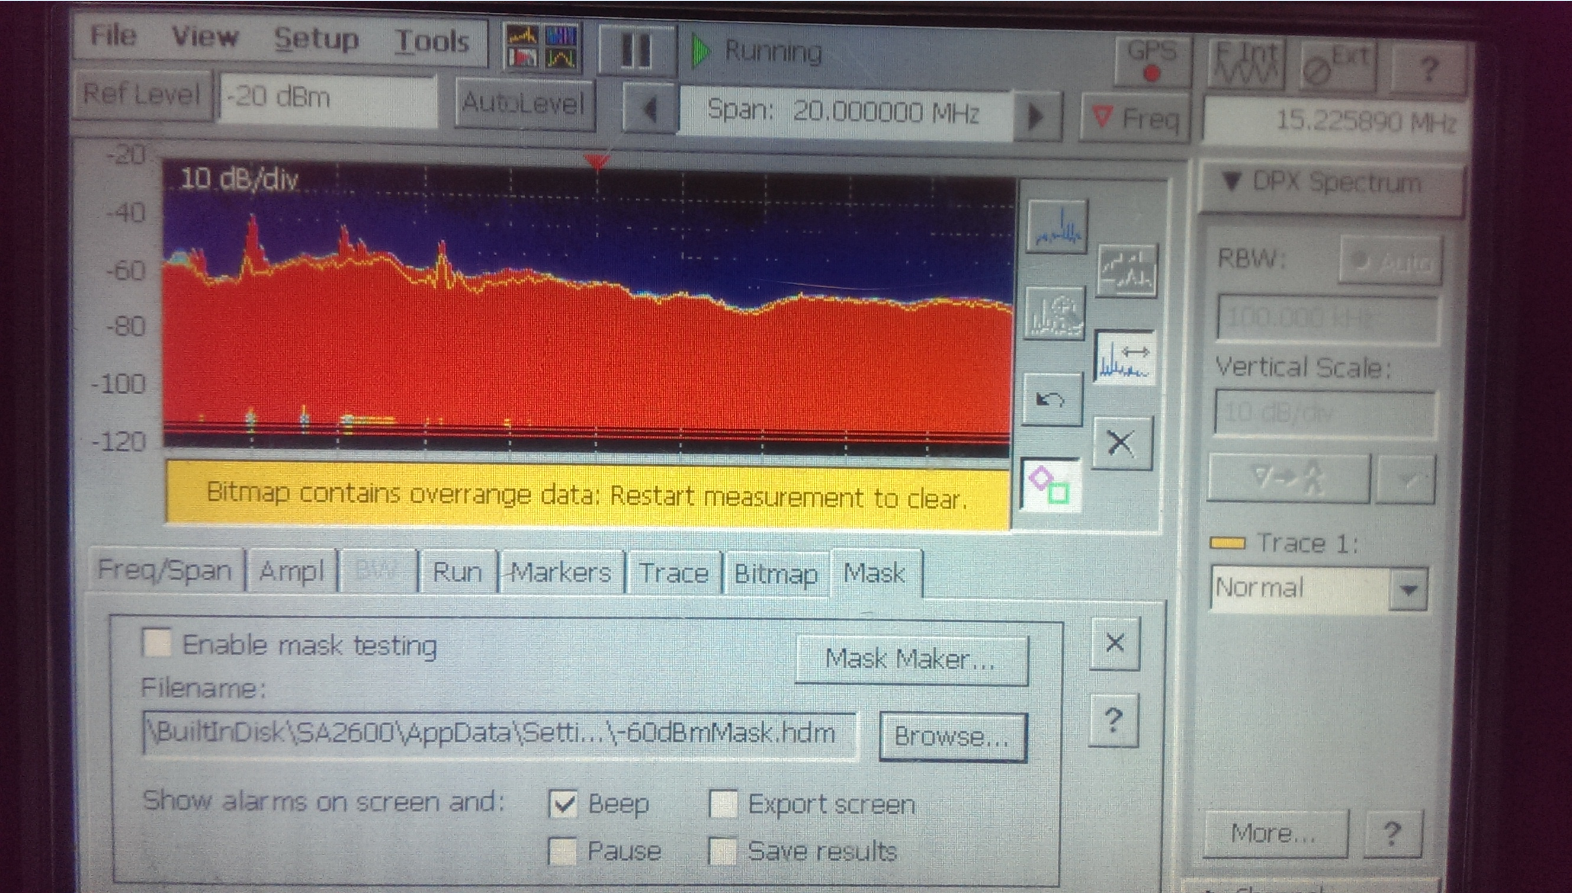 File View Setup Tools Running GPS F Int Ext ?
Ref Level -20 dBm AutoLevel Span: 20.000000 MHz Freq 15.225890 MHz
-20
10 dB/div
-40
-60
-80
-100
-120
DPX Spectrum
RBW: Auto
100.000 kHz
Vertical Scale:
10 dB/div
Bitmap contains overrange data: Restart measurement to clear.
Trace 1:
Normal
Freq/Span Ampl BW Run Markers Trace Bitmap Mask
Enable mask testing
Mask Maker...
Filename:
\BuiltInDisk\SA2600\AppData\Setti...\-60dBmMask.hdm Browse...
?
Show alarms on screen and: Beep Export screen
Pause Save results
More... ?